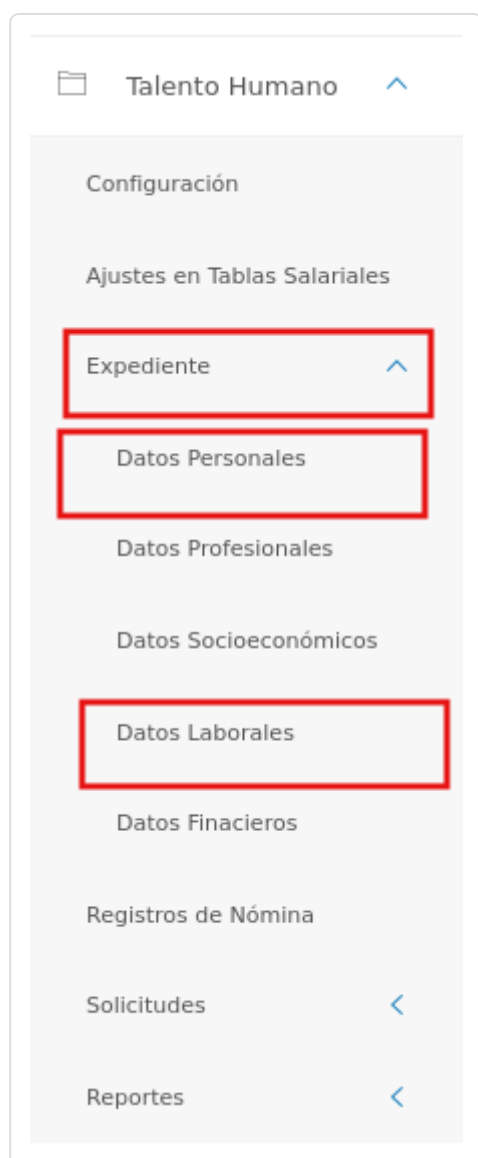 Talento Humano
Configuración
Ajustes en Tablas Salariales
Expediente
Datos Personales
Datos Profesionales
Datos Socioeconómicos
Datos Laborales
Datos Finacieros
Registros de Nómina
Solicitudes
Reportes